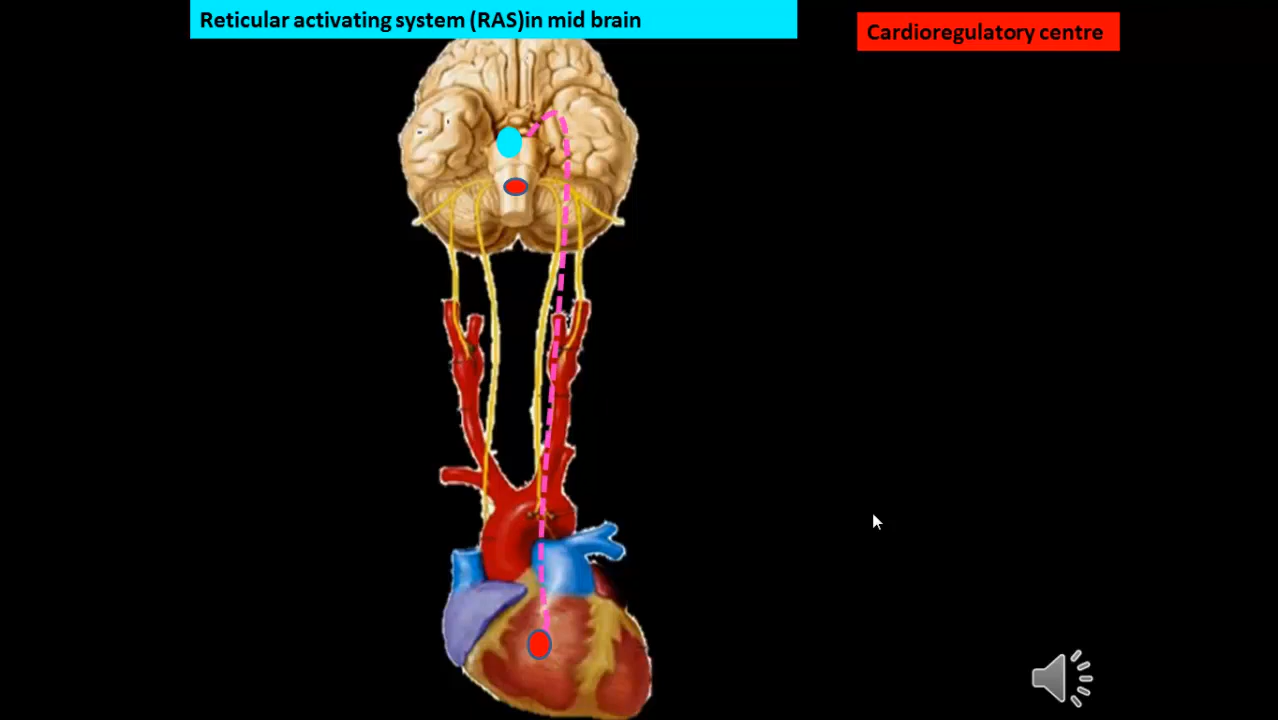 Reticular activating system (RAS)in mid brain
Cardioregulatory centre